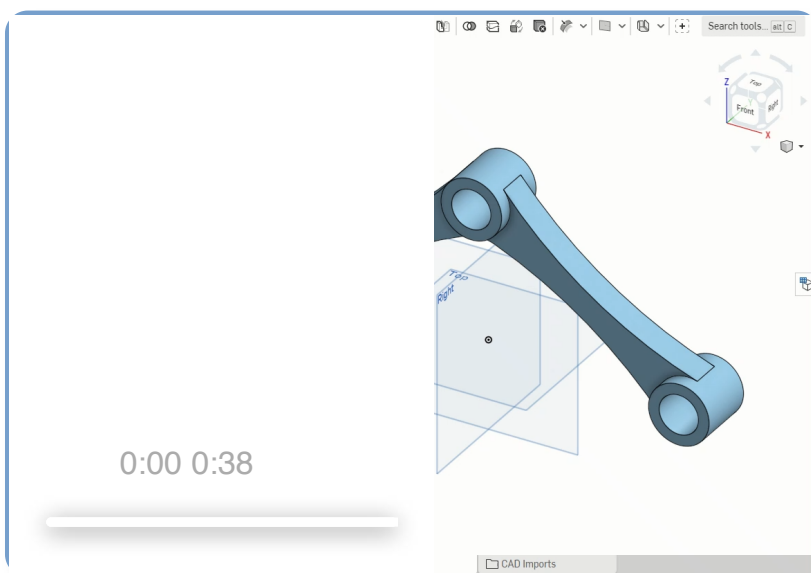 Search tools... alt C
Top
Front
Right
Z
X
Top
Right
0:00 0:38
CAD Imports